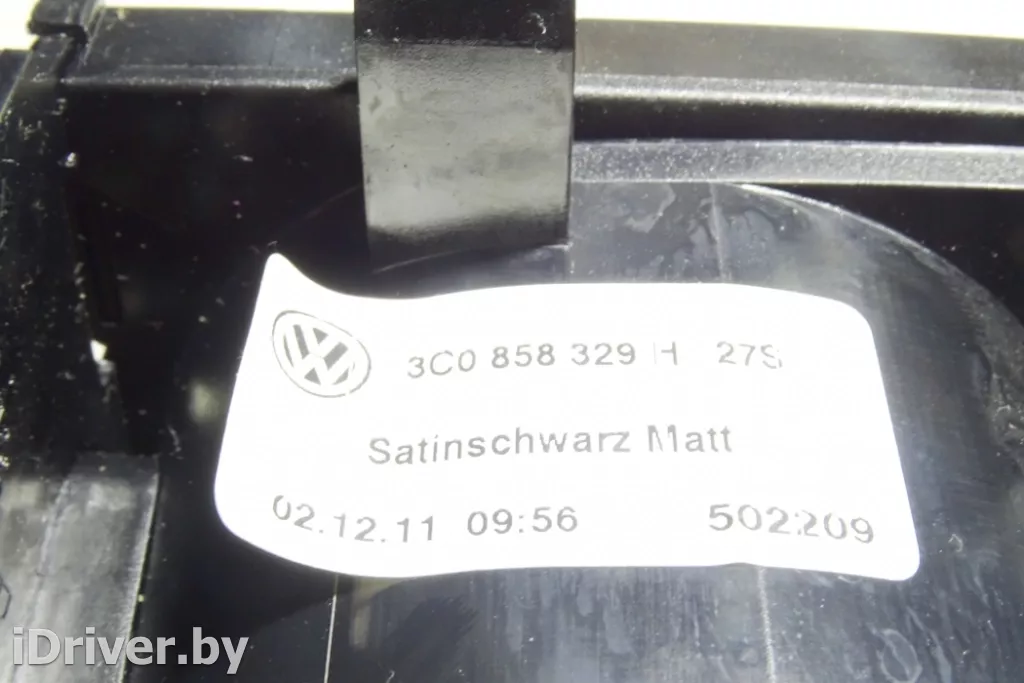 3C0 858 329 H 27S
Satinschwarz Matt
02.12.11 09:56 502209
iDriver.by